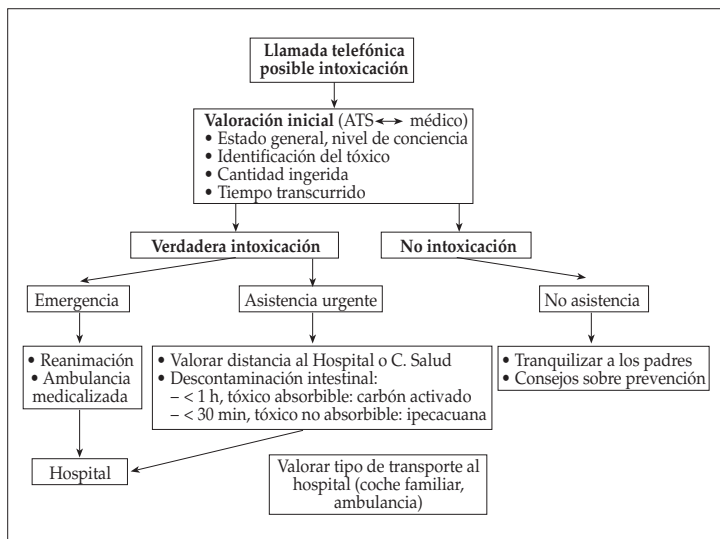 Llamada telefónica
posible intoxicación
Valoración inicial (ATS ↔ médico)
• Estado general, nivel de conciencia
• Identificación del tóxico
• Cantidad ingerida
• Tiempo transcurrido
Verdadera intoxicación
No intoxicación
Emergencia
Asistencia urgente
No asistencia
• Reanimación
• Ambulancia
medicalizada
• Valorar distancia al Hospital o C. Salud
• Descontaminación intestinal:
– < 1 h, tóxico absorbible: carbón activado
– < 30 min, tóxico no absorbible: ipecacuana
• Tranquilizar a los padres
• Consejos sobre prevención
Hospital
Valorar tipo de transporte al
hospital (coche familiar,
ambulancia)